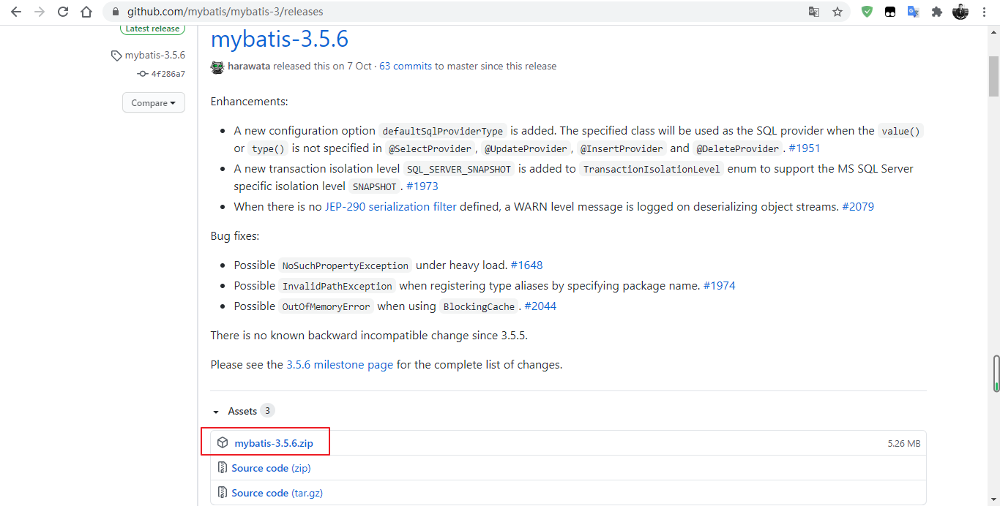 github.com/mybatis/mybatis-3/releases
Latest release
mybatis-3.5.6
4f286a7
Compare
mybatis-3.5.6
harawata released this on 7 Oct · 63 commits to master since this release
Enhancements:
• A new configuration option defaultSqlProviderType is added. The specified class will be used as the SQL provider when the value()
or type() is not specified in @SelectProvider, @UpdateProvider, @InsertProvider and @DeleteProvider. #1951
• A new transaction isolation level SQL_SERVER_SNAPSHOT is added to TransactionIsolationLevel enum to support the MS SQL Server
specific isolation level SNAPSHOT. #1973
• When there is no JEP-290 serialization filter defined, a WARN level message is logged on deserializing object streams. #2079
Bug fixes:
• Possible NoSuchPropertyException under heavy load. #1648
• Possible InvalidPathException when registering type aliases by specifying package name. #1974
• Possible OutOfMemoryError when using BlockingCache. #2044
There is no known backward incompatible change since 3.5.5.
Please see the 3.5.6 milestone page for the complete list of changes.
Assets 3
mybatis-3.5.6.zip 5.26 MB
Source code (zip)
Source code (tar.gz)